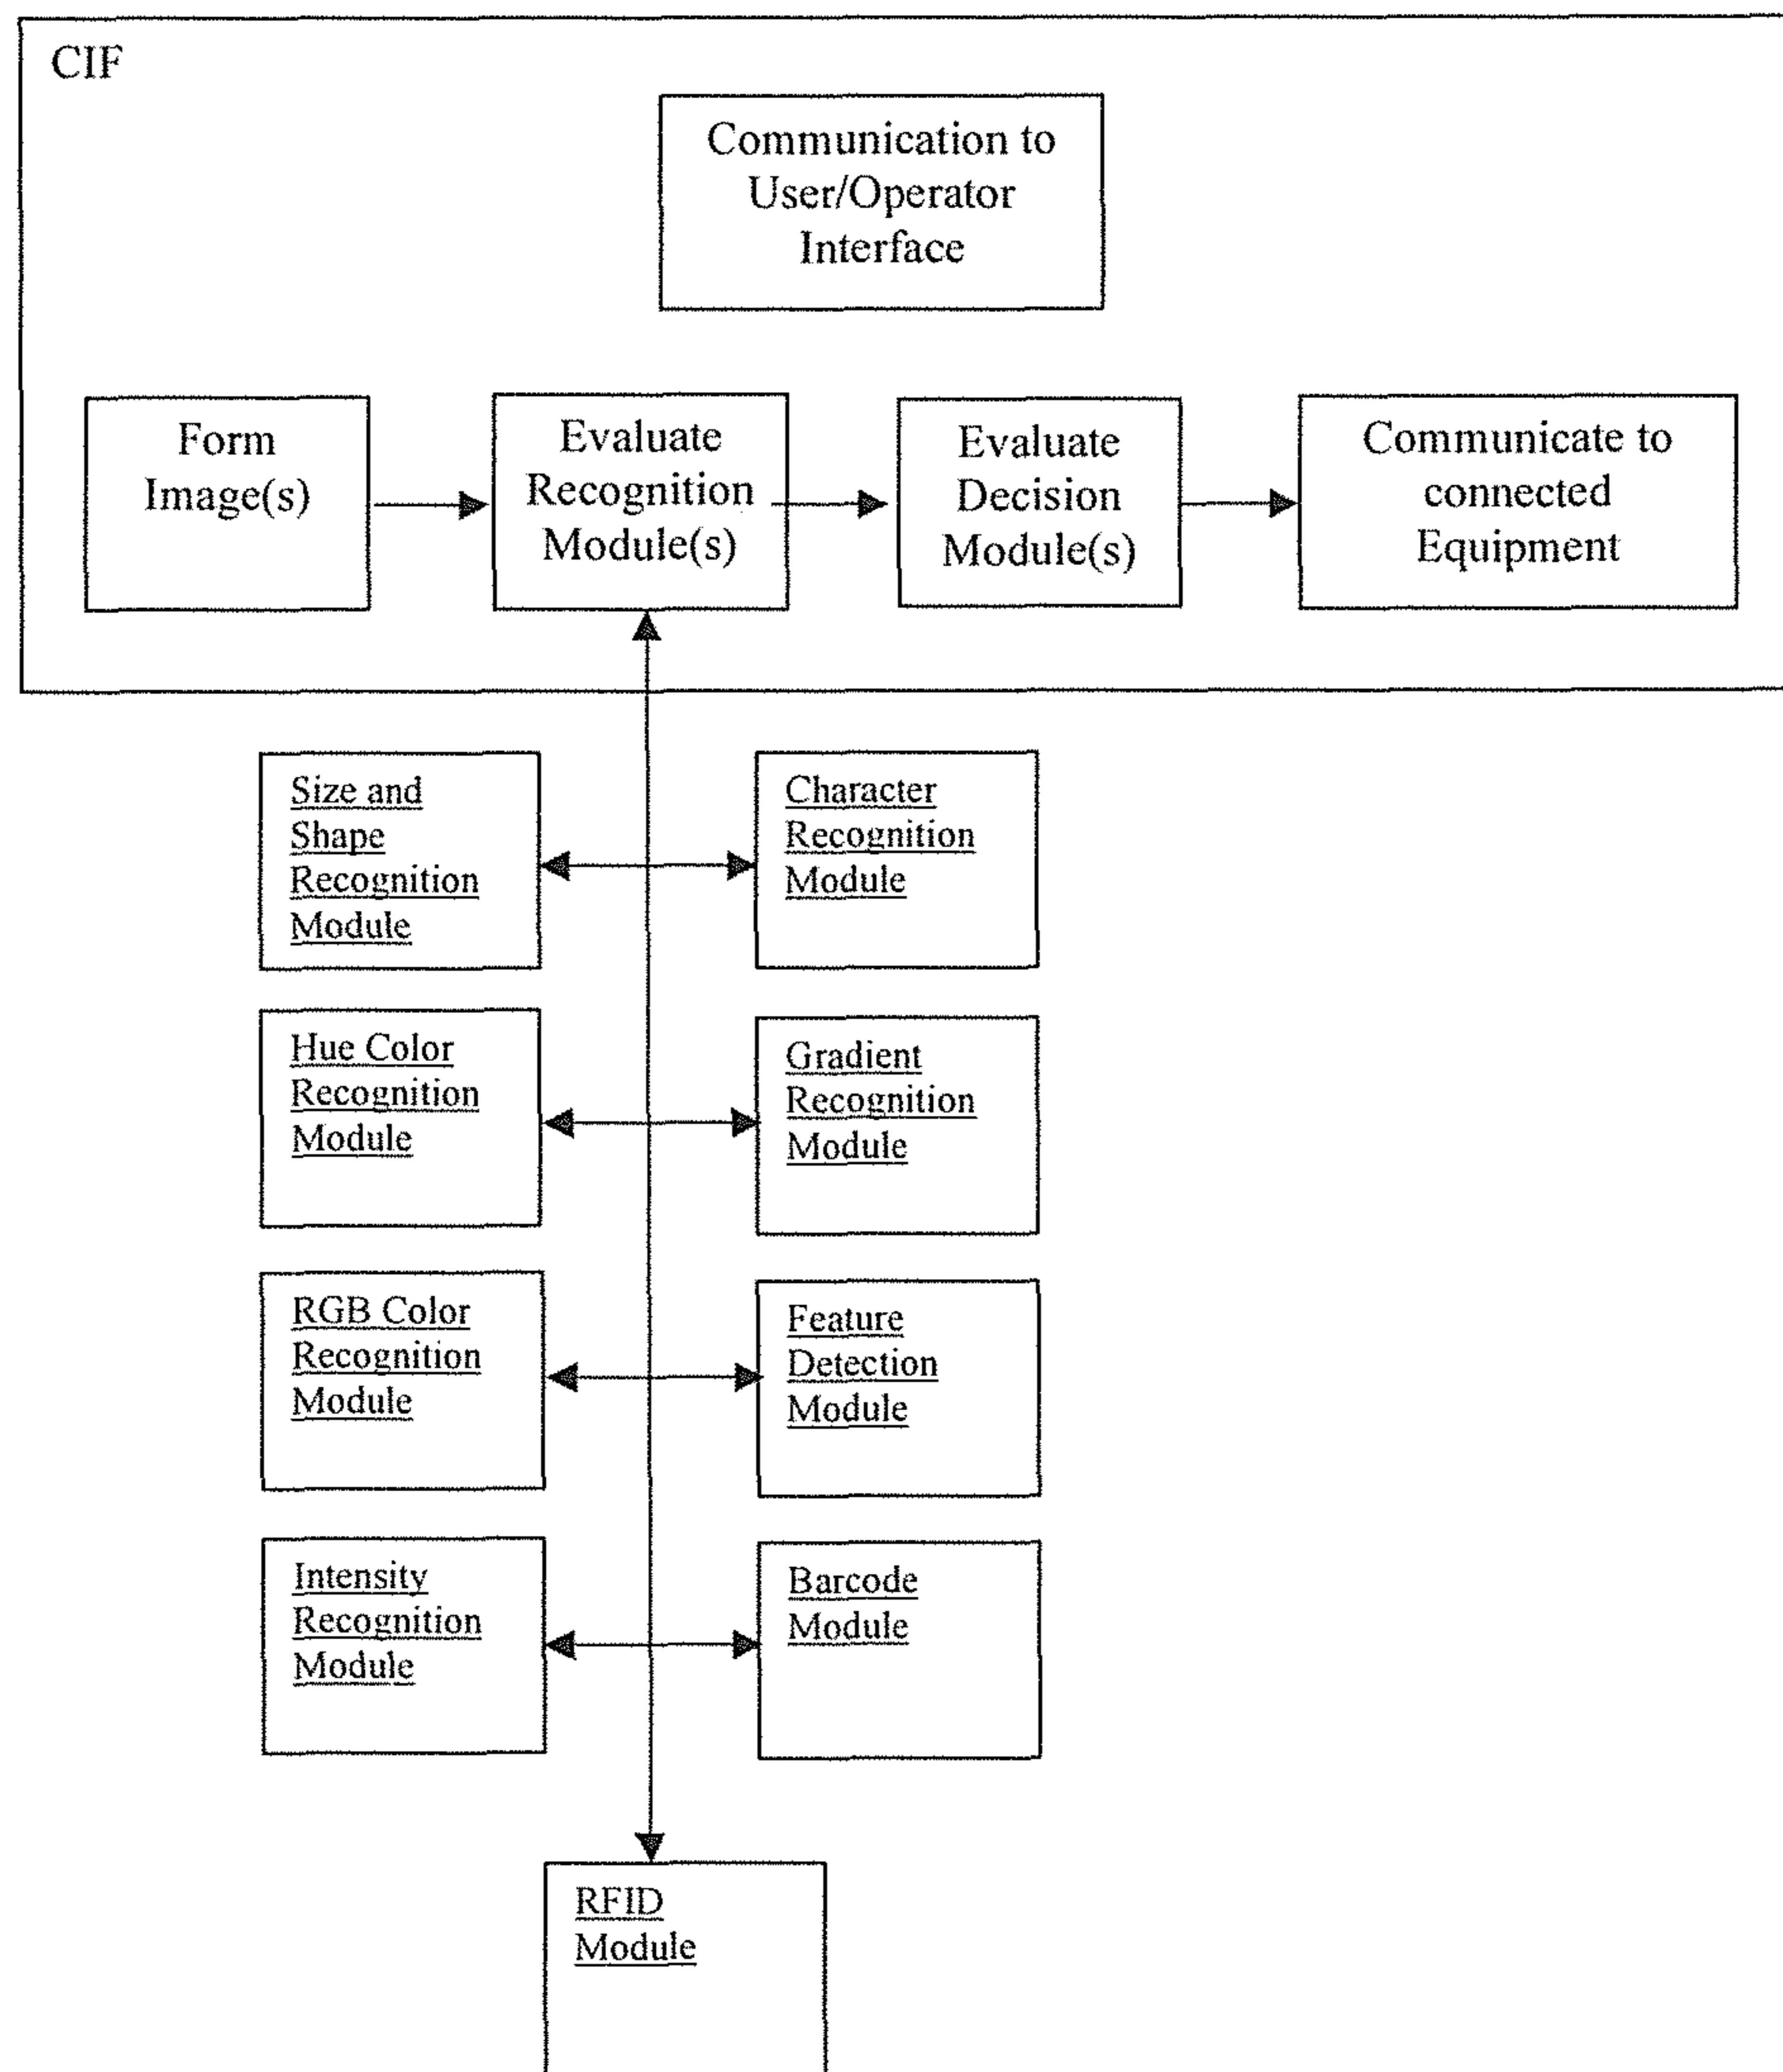 CIF
Communication to
User/Operator
Interface
Form
Image(s)
Evaluate
Recognition
Module(s)
Evaluate
Decision
Module(s)
Communicate to
connected
Equipment
Size and
Shape
Recognition
Module
Character
Recognition
Module
Hue Color
Recognition
Module
Gradient
Recognition
Module
RGB Color
Recognition
Module
Feature
Detection
Module
Intensity
Recognition
Module
Barcode
Module
RFID
Module